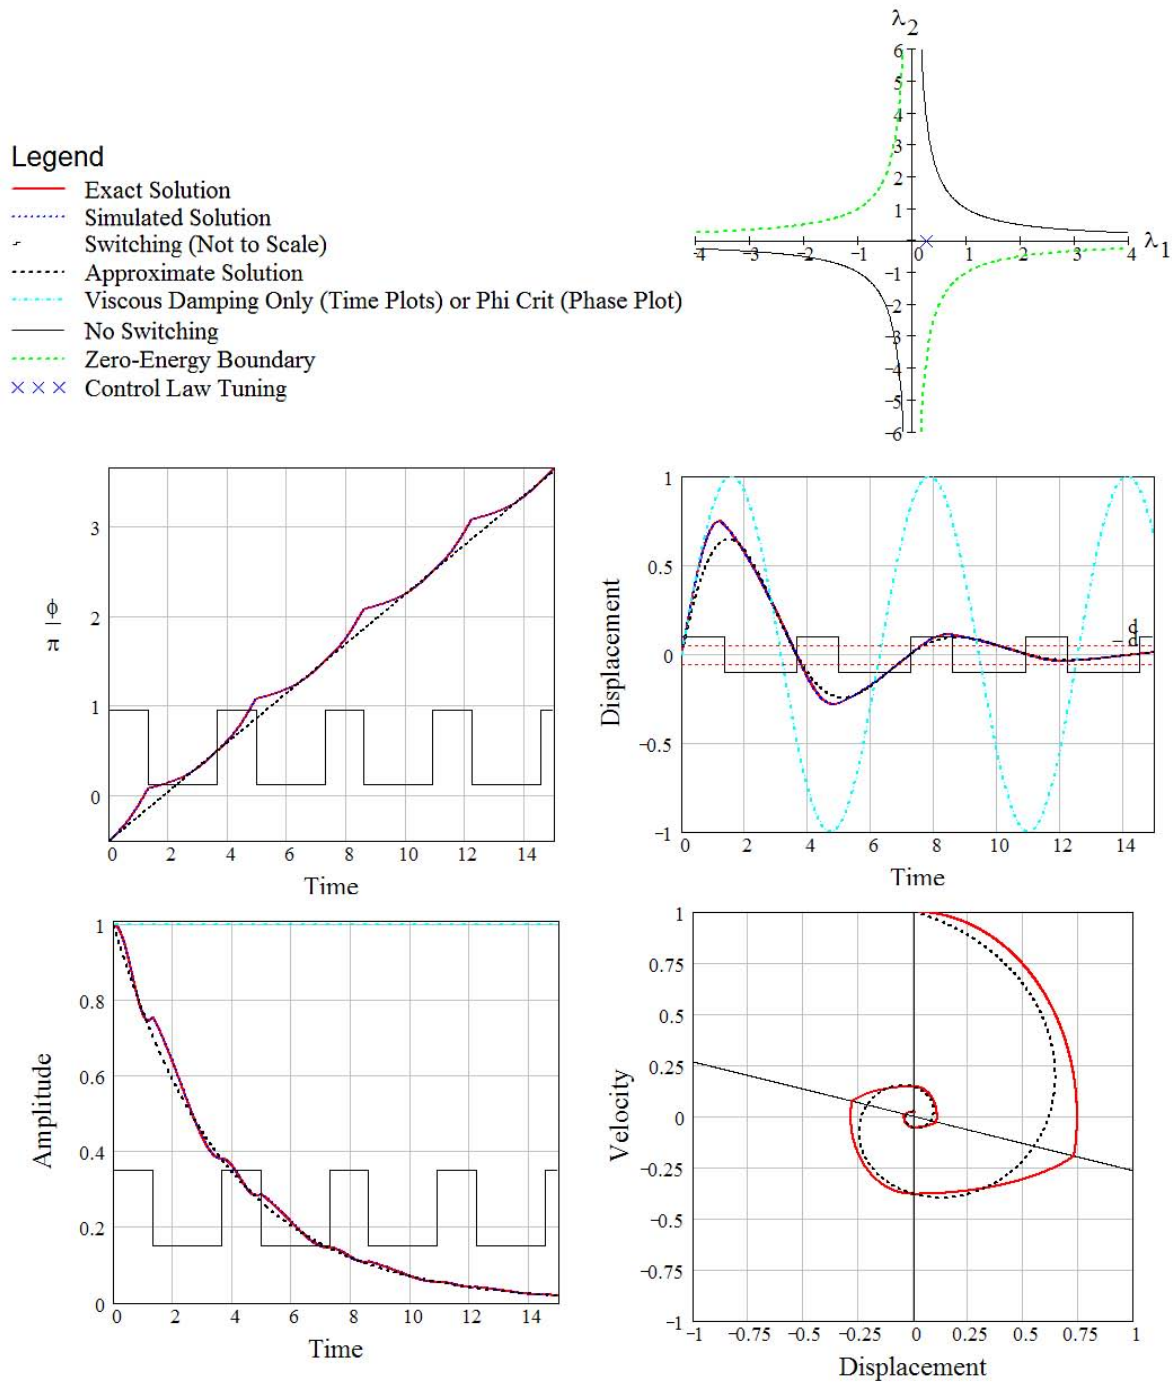 λ2
6
5
4
3
2
1
−4 −3 −2 −1 0 1 2 3 4 λ1
−1
−2
−3
−4
−5
−6
Legend
Exact Solution
Simulated Solution
Switching (Not to Scale)
Approximate Solution
Viscous Damping Only (Time Plots) or Phi Crit (Phase Plot)
No Switching
Zero-Energy Boundary
× × × Control Law Tuning
ϕ
π
3
2
1
0
0 2 4 6 8 10 12 14
Time
Displacement
1
0.5
0
−0.5
−1
d
−d
0 2 4 6 8 10 12 14
Time
Amplitude
1
0.8
0.6
0.4
0.2
0
0 2 4 6 8 10 12 14
Time
Velocity
1
0.75
0.5
0.25
0
−0.25
−0.5
−0.75
−1
−1 −0.75 −0.5 −0.25 0 0.25 0.5 0.75 1
Displacement